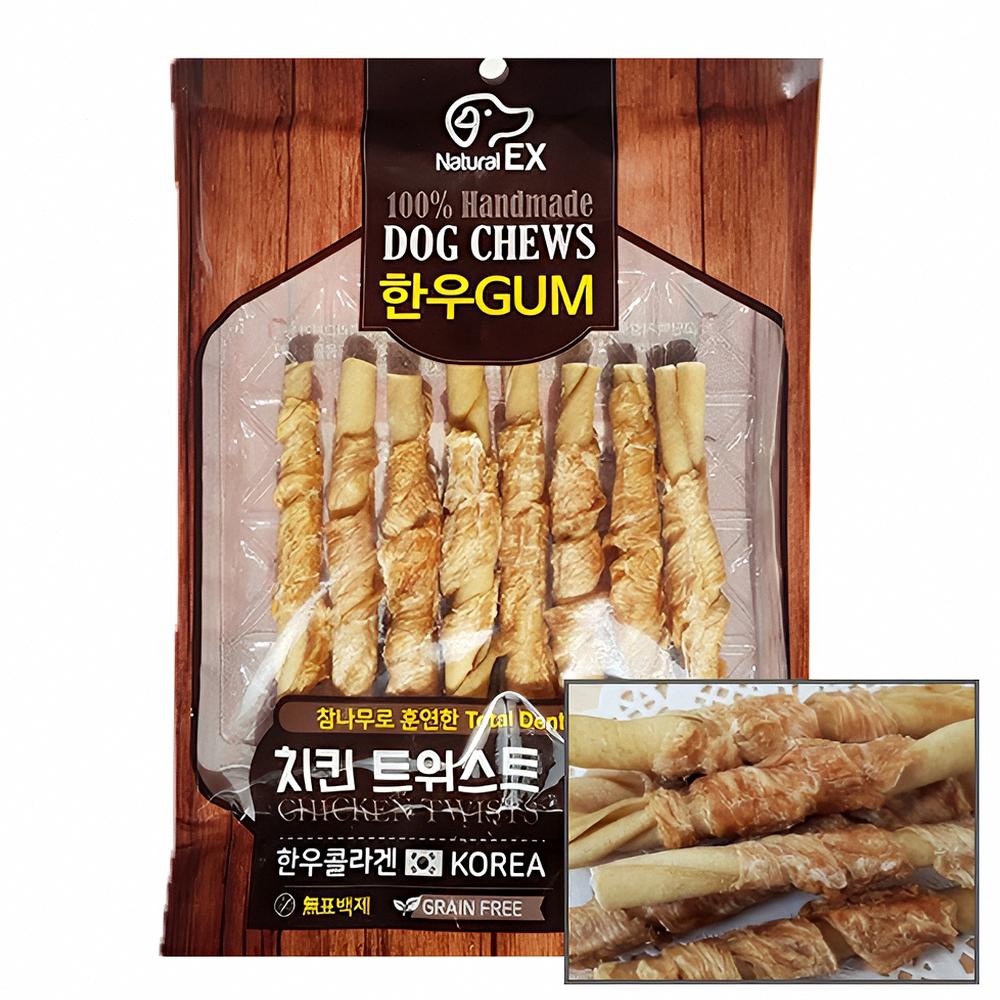 Natural EX
100% Handmade
DOG CHEWS
한우GUM
참나무로 훈연한 Total Dent
치킨 트위스트
CHICKEN TWISTS
한우콜라겐 KOREA
無표백제
GRAIN FREE